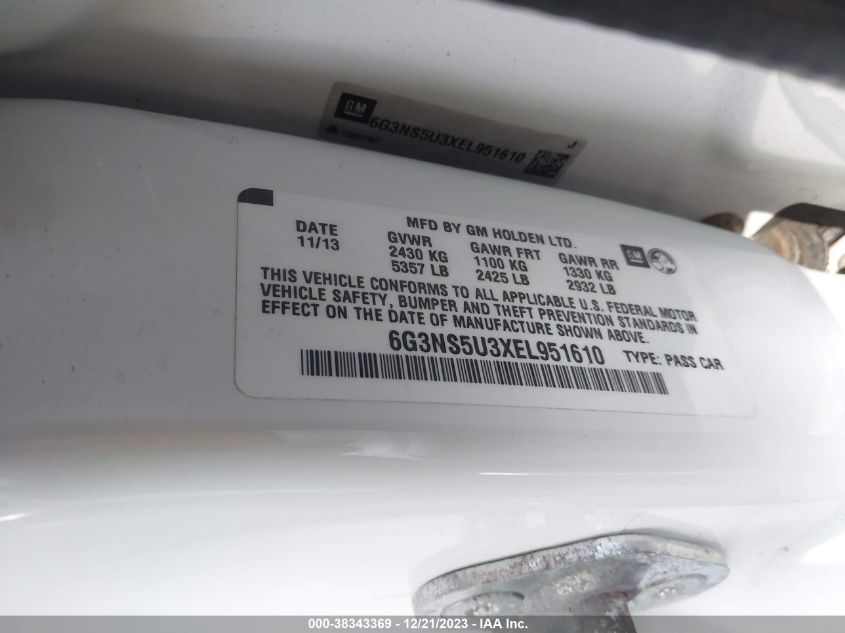 GM
6G3NS5U3XEL951610
J
MFD BY GM HOLDEN LTD.
DATE GVWR GAWR FRT GAWR RR GM
11/13 2430 KG 1100 KG 1330 KG
5357 LB 2425 LB 2932 LB
THIS VEHICLE CONFORMS TO ALL APPLICABLE U.S. FEDERAL MOTOR
VEHICLE SAFETY, BUMPER AND THEFT PREVENTION STANDARDS IN
EFFECT ON THE DATE OF MANUFACTURE SHOWN ABOVE.
6G3NS5U3XEL951610 TYPE: PASS CAR
000-38343369 - 12/21/2023 - IAA Inc.